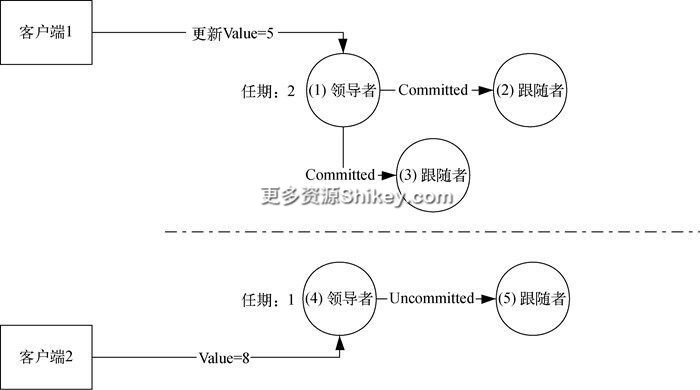 客户端1
更新Value=5
任期：2
(1) 领导者
Committed
(2) 跟随者
Committed
(3) 跟随者
更多资源Shikey.com
任期：1
(4) 领导者
Uncommitted
(5) 跟随者
客户端2
Value=8